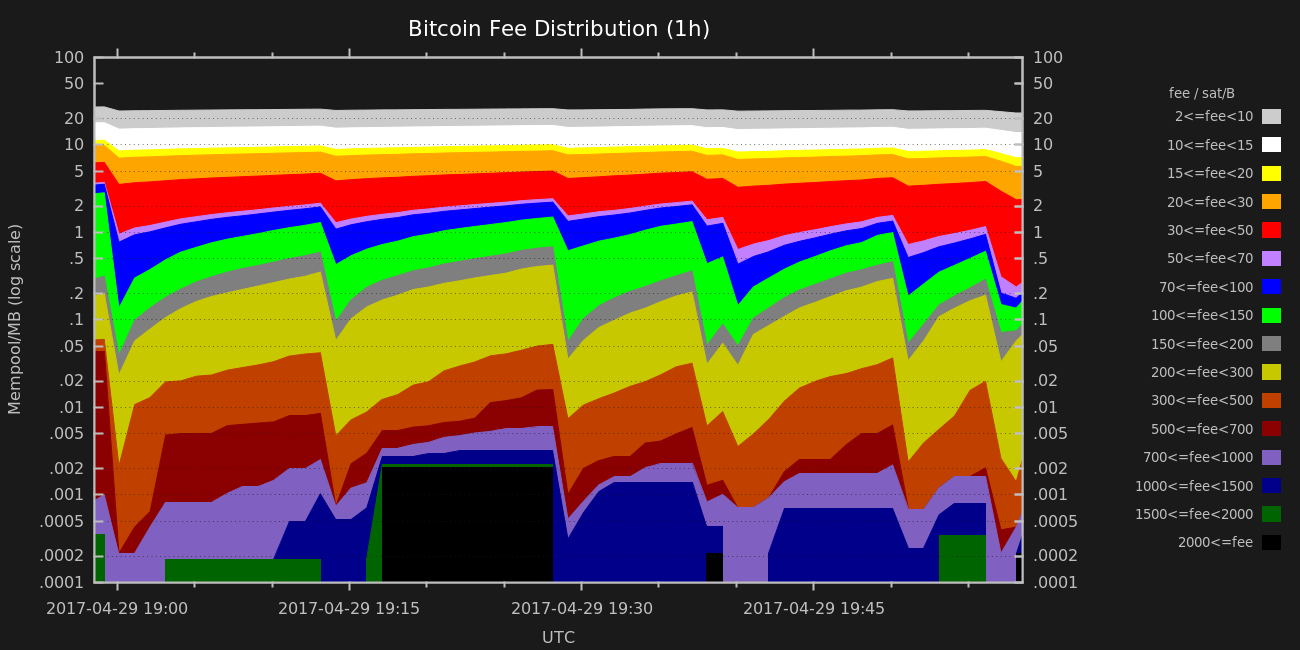 Bitcoin Fee Distribution (1h)
100
50
20
10
5
2
1
.5
.2
.1
.05
.02
.01
.005
.002
.001
.0005
.0002
.0001
Mempool/MB (log scale)
100
50
20
10
5
2
1
.5
.2
.1
.05
.02
.01
.005
.002
.001
.0005
.0002
.0001
2017-04-29 19:00
2017-04-29 19:15
2017-04-29 19:30
2017-04-29 19:45
UTC
fee / sat/B
2<=fee<10
10<=fee<15
15<=fee<20
20<=fee<30
30<=fee<50
50<=fee<70
70<=fee<100
100<=fee<150
150<=fee<200
200<=fee<300
300<=fee<500
500<=fee<700
700<=fee<1000
1000<=fee<1500
1500<=fee<2000
2000<=fee